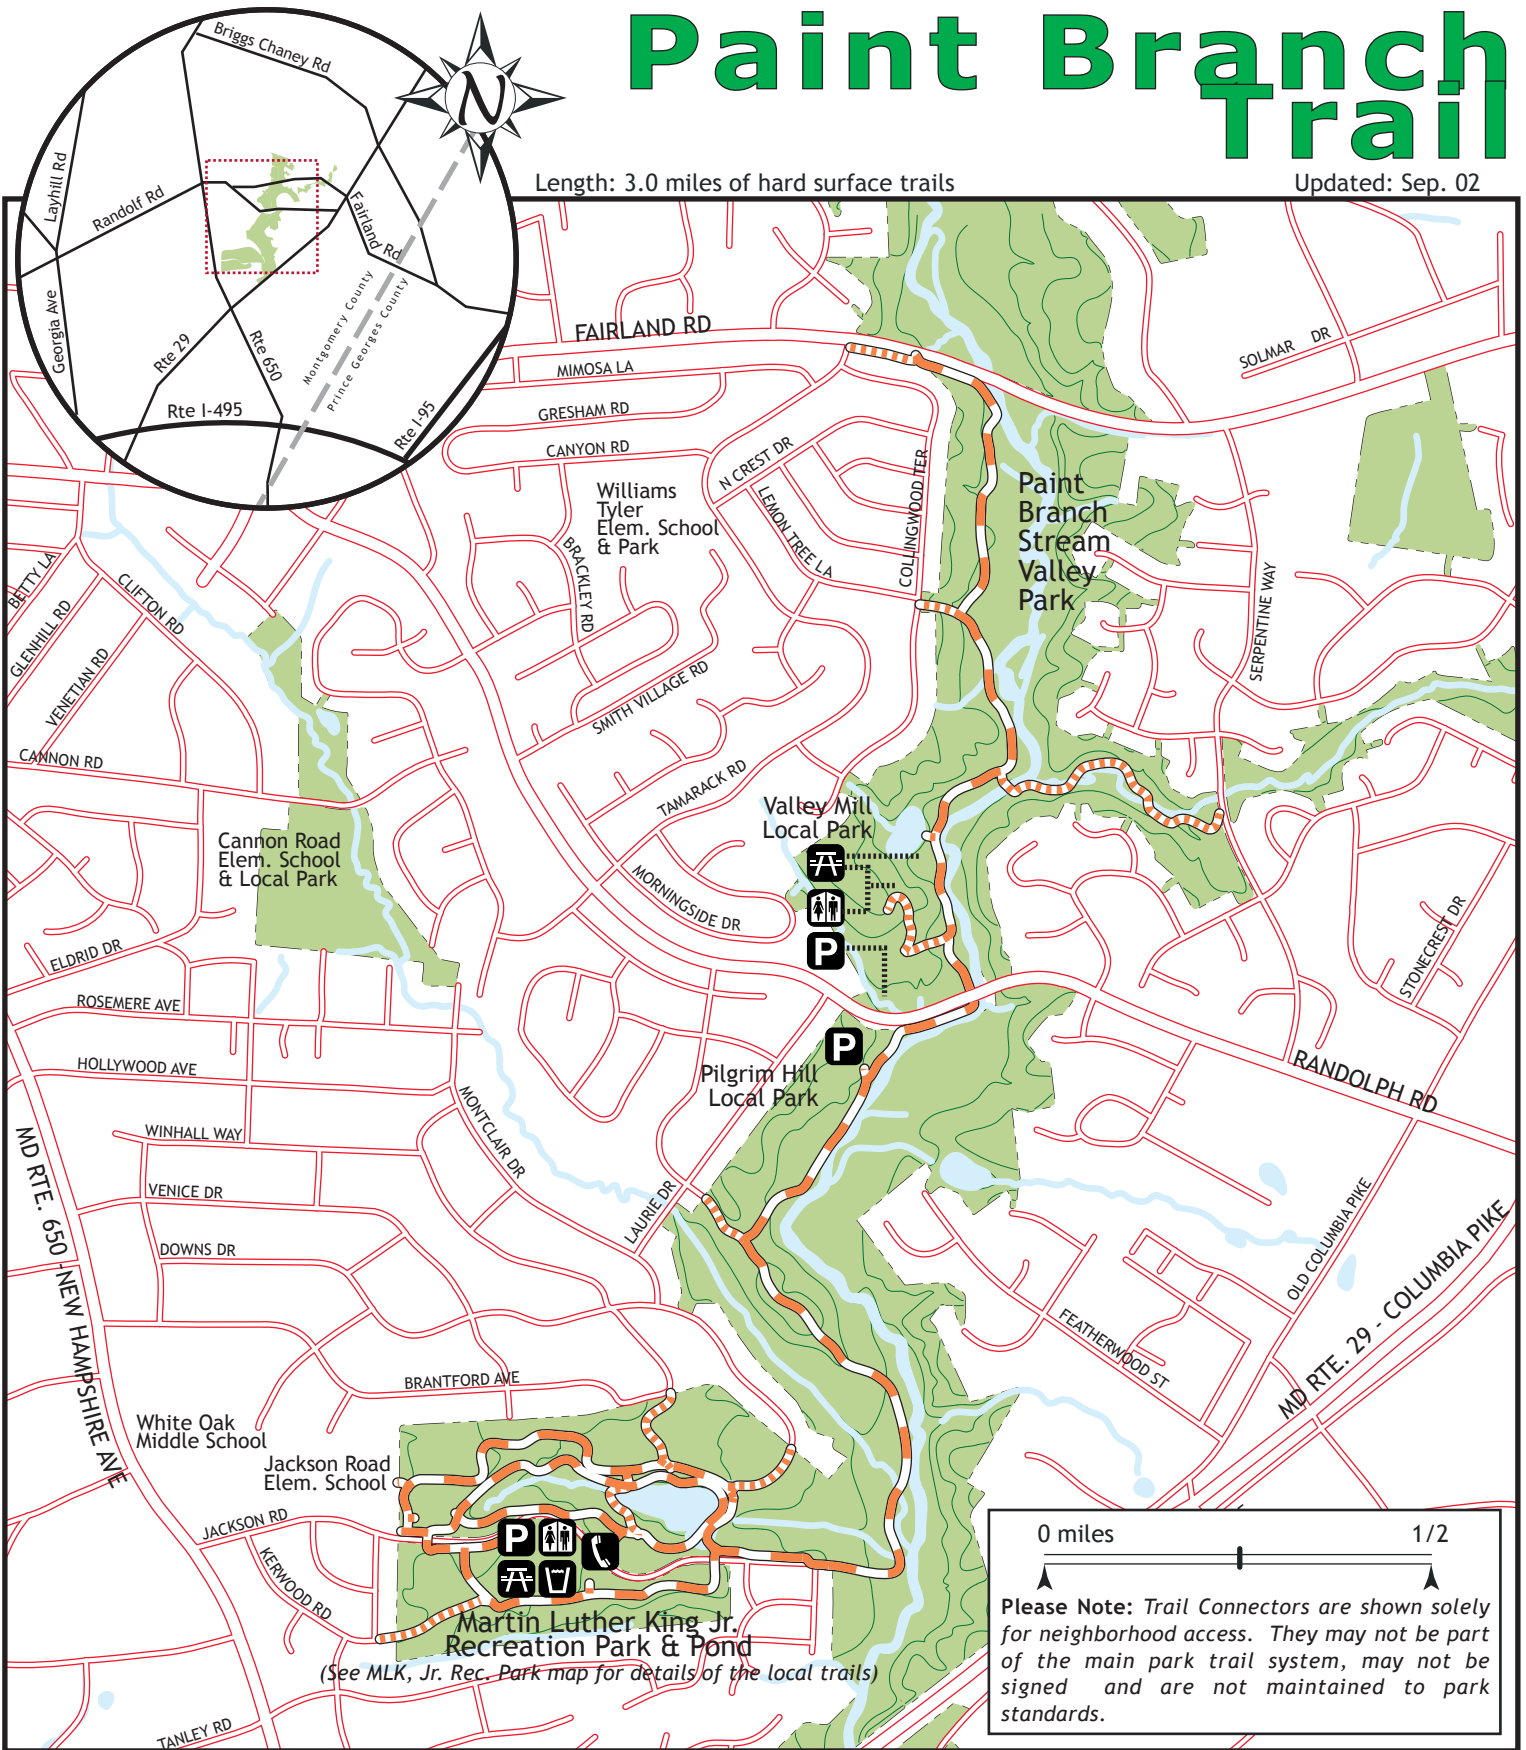 Paint Branch
Trail
Length: 3.0 miles of hard surface trails
Updated: Sep. 02
Briggs Chaney Rd
N
Layhill Rd
Randolf Rd
Fairland Rd
Georgia Ave
Rte 29
Rte 650
Montgomery County
Prince Georges County
Rte I-495
Rte I-95
FAIRLAND RD
SOLMAR DR
MIMOSA LA
GRESHAM RD
CANYON RD
N CREST DR
Williams
Tyler
Elem. School
& Park
LEMON TREE LA
COLLINGWOOD TER
Paint
Branch
Stream
Valley
Park
BRACKLEY RD
BETTY LA
CLIFTON RD
GLENHILL RD
VENETIAN RD
SERPENTINE WAY
SMITH VILLAGE RD
CANNON RD
TAMARACK RD
Valley Mill
Local Park
Cannon Road
Elem. School
& Local Park
MORNINGSIDE DR
P
STONECREST DR
ELDRID DR
ROSEMERE AVE
P
HOLLYWOOD AVE
Pilgrim Hill
Local Park
RANDOLPH RD
MONTCLAIR DR
WINHALL WAY
MD RTE. 650 -NEW HAMPSHIRE AVE
VENICE DR
LAURIE DR
OLD COLUMBIA PIKE
MD RTE. 29 - COLUMBIA PIKE
DOWNS DR
FEATHERWOOD ST
BRANTFORD AVE
White Oak
Middle School
Jackson Road
Elem. School
JACKSON RD
KERWOOD RD
P
Martin Luther King Jr.
Recreation Park & Pond
(See MLK, Jr. Rec. Park map for details of the local trails)
TANLEY RD
0 miles 1/2
Please Note: Trail Connectors are shown solely
for neighborhood access. They may not be part
of the main park trail system, may not be
signed and are not maintained to park
standards.